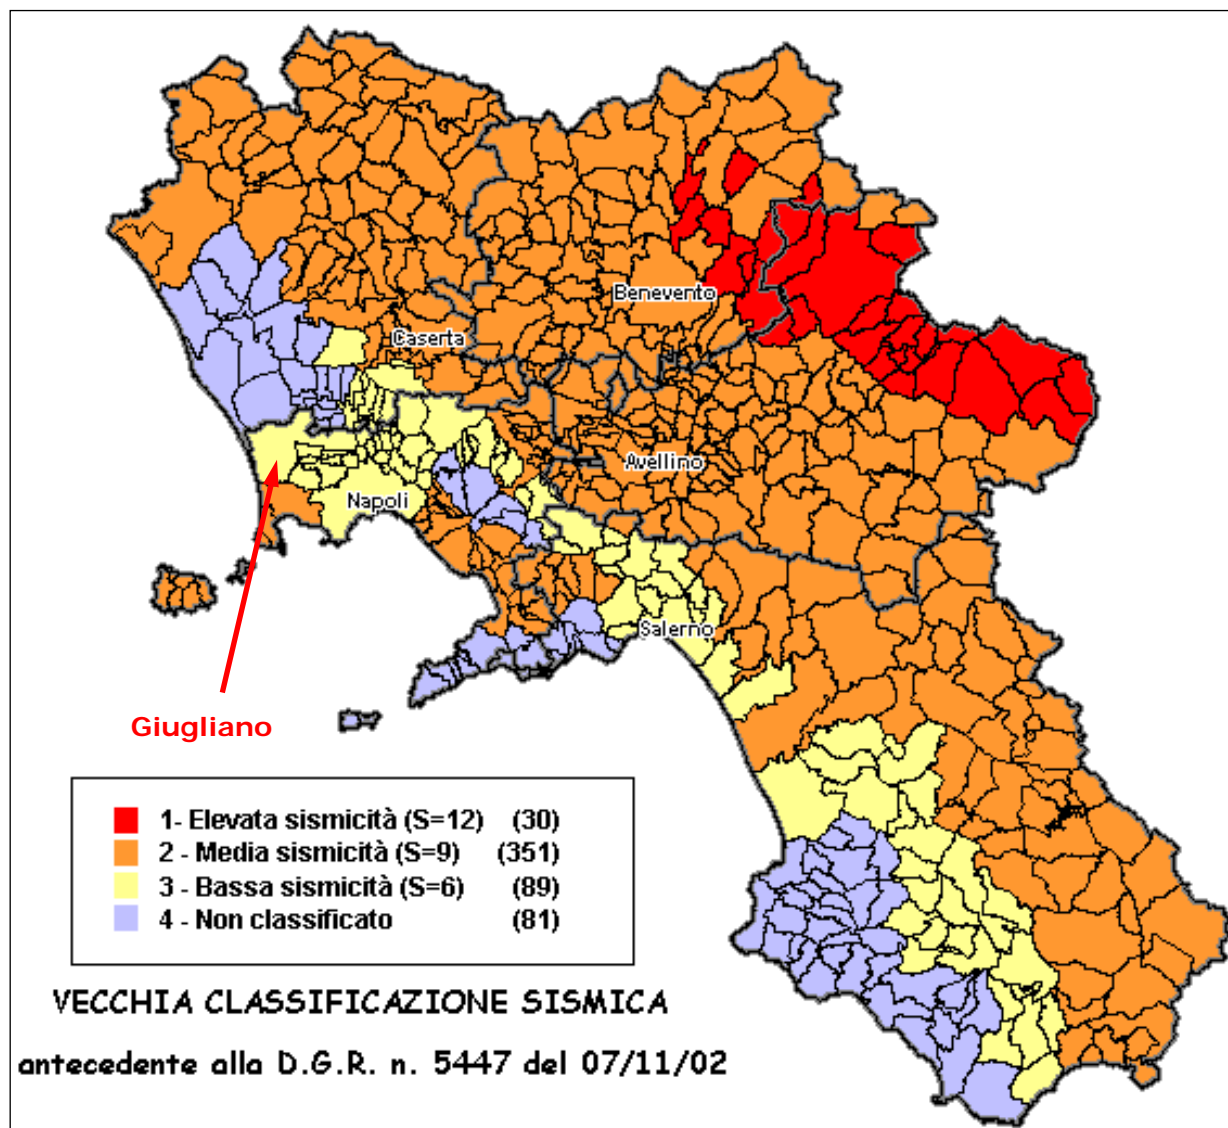 Benevento
Caserta
Avellino
Napoli
Salerno
Giugliano
1- Elevata sismicità (S=12) (30)
2 - Media sismicità (S=9) (351)
3 - Bassa sismicità (S=6) (89)
4 - Non classificato (81)
VECCHIA CLASSIFICAZIONE SISMICA
antecedente alla D.G.R. n. 5447 del 07/11/02